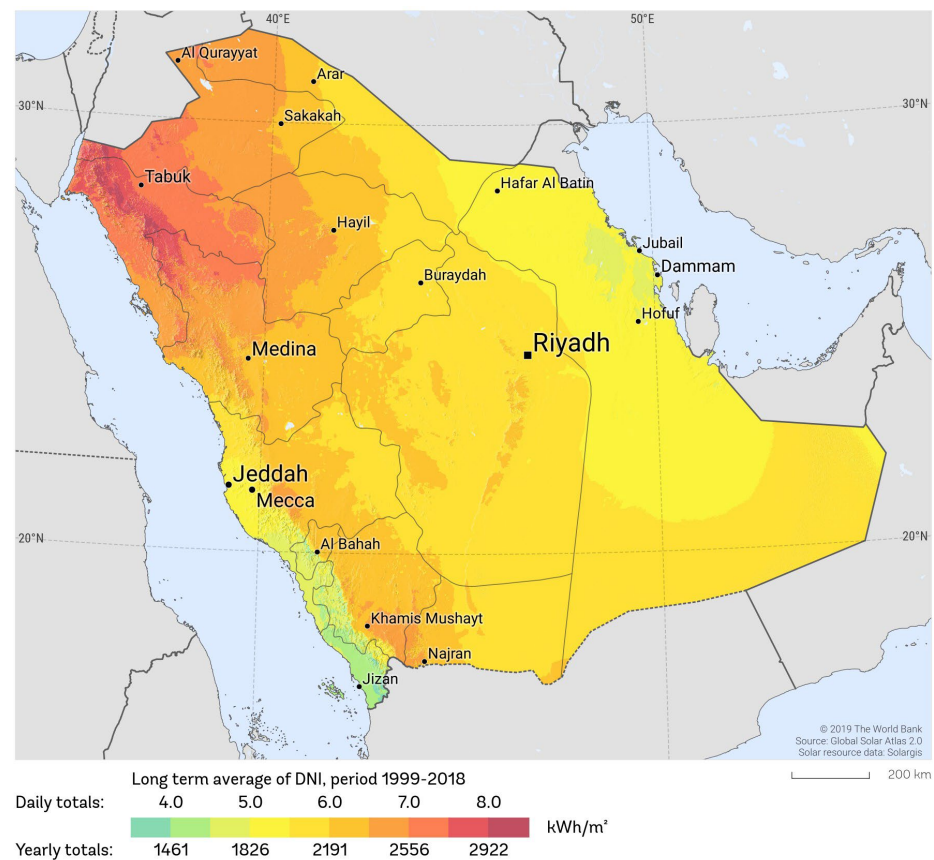 40°E
50°E
Al Qurayyat
Arar
30°N
30°N
Sakakah
Tabuk
Hafar Al Batin
Hayil
Jubail
Dammam
Buraydah
Hofuf
Riyadh
Medina
Jeddah
Mecca
20°N
20°N
Al Bahah
Khamis Mushayt
Najran
Jizan
© 2019 The World Bank
Source: Global Solar Atlas 2.0
Solar resource data: Solargis
200 km
Long term average of DNI, period 1999-2018
Daily totals: 4.0 5.0 6.0 7.0 8.0
kWh/m²
Yearly totals: 1461 1826 2191 2556 2922